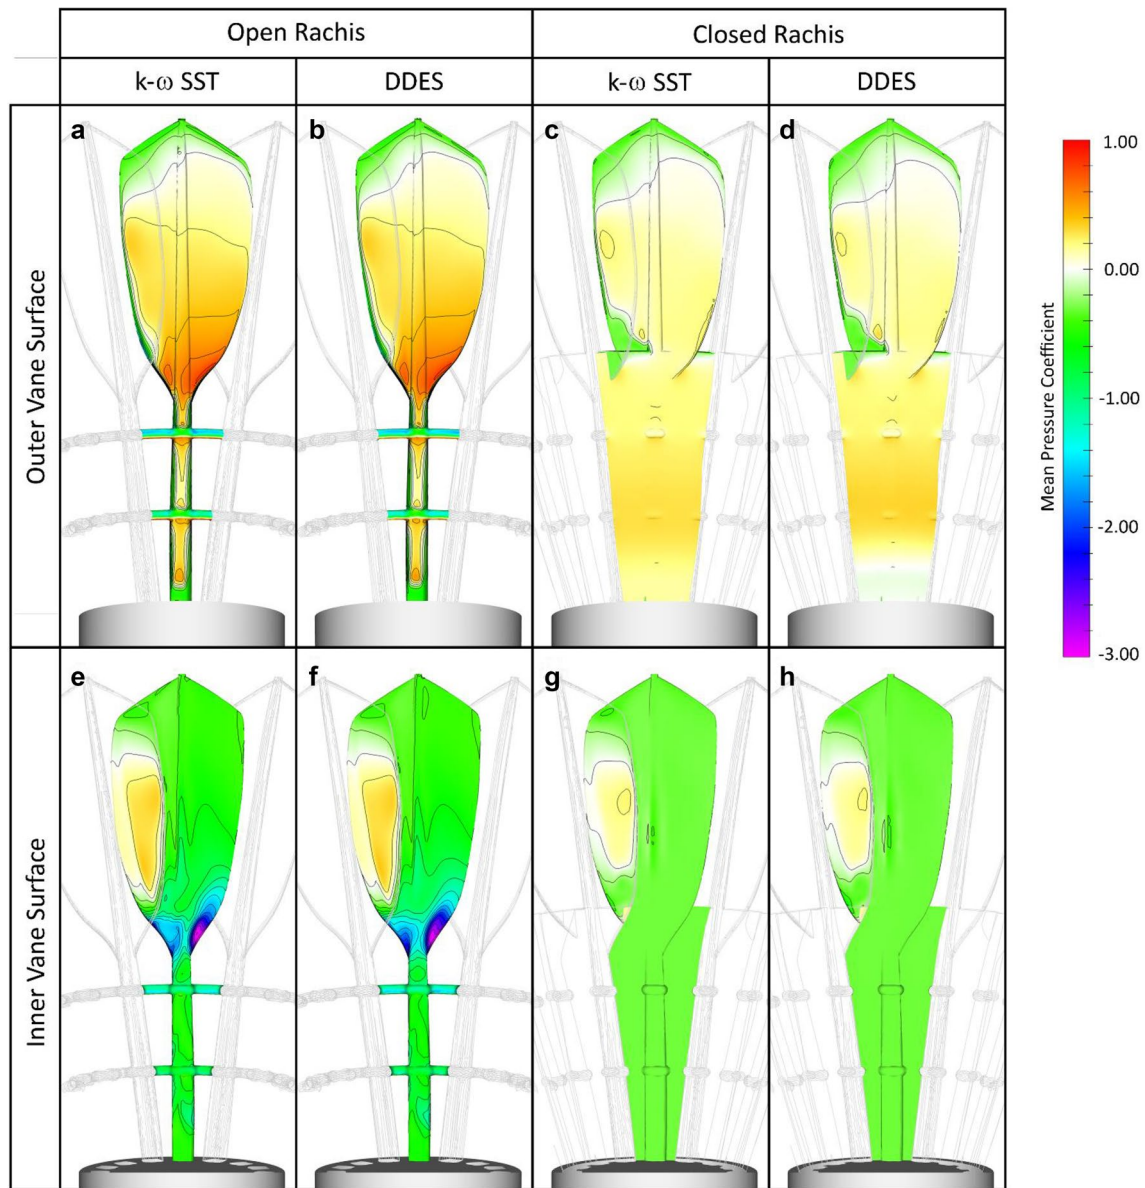 Open Rachis
Closed Rachis
k-ω SST
DDES
k-ω SST
DDES
Outer Vane Surface
a
b
c
d
Inner Vane Surface
e
f
g
h
Mean Pressure Coefficient
1.00
0.00
-1.00
-2.00
-3.00